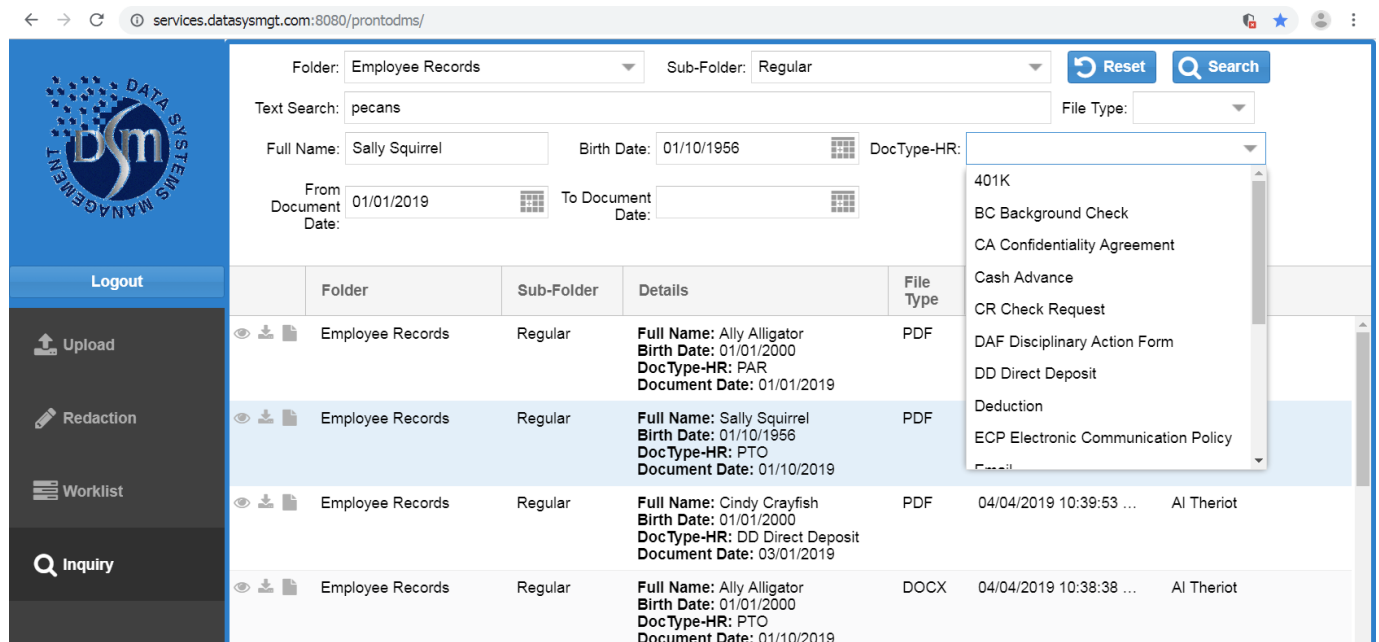 services.datasysmgt.com:8080/prontodms/
DATA SYSTEMS MANAGEMENT
DSM
Folder: Employee Records Sub-Folder: Regular Reset Search
Text Search: pecans File Type:
Full Name: Sally Squirrel Birth Date: 01/10/1956 DocType-HR:
From Document Date: 01/01/2019 To Document Date:
401K
BC Background Check
CA Confidentiality Agreement
Cash Advance
CR Check Request
DAF Disciplinary Action Form
DD Direct Deposit
Deduction
ECP Electronic Communication Policy
Email
Logout
Upload
Redaction
Worklist
Inquiry
Folder Sub-Folder Details File Type
Employee Records Regular Full Name: Ally Alligator PDF
Birth Date: 01/01/2000
DocType-HR: PAR
Document Date: 01/01/2019
Employee Records Regular Full Name: Sally Squirrel PDF
Birth Date: 01/10/1956
DocType-HR: PTO
Document Date: 01/10/2019
Employee Records Regular Full Name: Cindy Crayfish PDF 04/04/2019 10:39:53 ... Al Theriot
Birth Date: 01/01/2000
DocType-HR: DD Direct Deposit
Document Date: 03/01/2019
Employee Records Regular Full Name: Ally Alligator DOCX 04/04/2019 10:38:38 ... Al Theriot
Birth Date: 01/01/2000
DocType-HR: PTO
Document Date: 01/10/2019